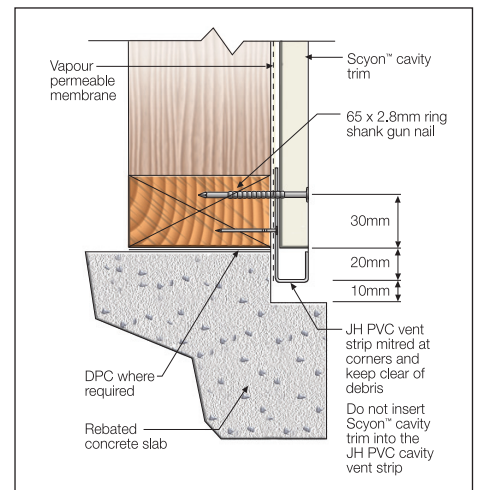 Vapour
permeable
membrane
Scyon™ cavity
trim
65 x 2.8mm ring
shank gun nail
30mm
20mm
10mm
JH PVC vent
strip mitred at
corners and
keep clear of
debris
Do not insert
Scyon™ cavity
trim into the
JH PVC cavity
vent strip
DPC where
required
Rebated
concrete slab